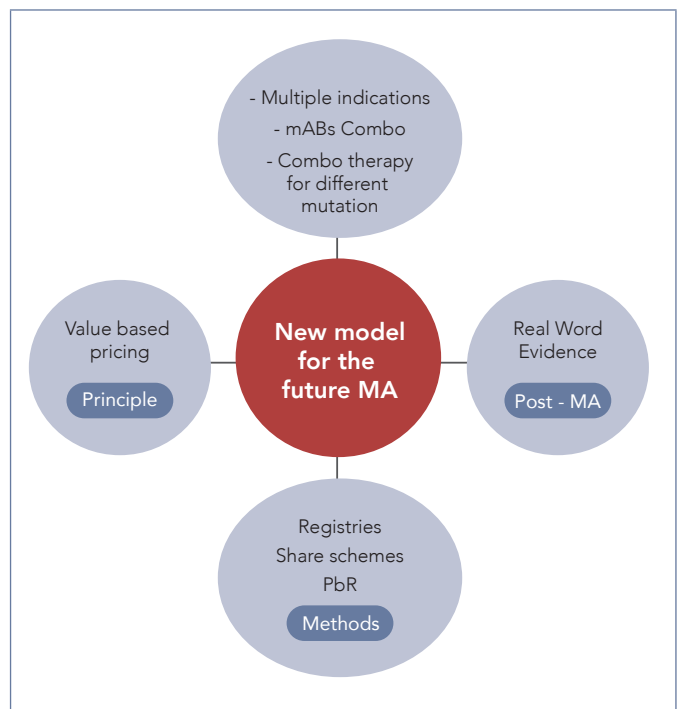 - Multiple indications
- mABs Combo
- Combo therapy
for different
mutation
Value based
pricing
Principle
New model
for the
future MA
Real Word
Evidence
Post - MA
Registries
Share schemes
PbR
Methods